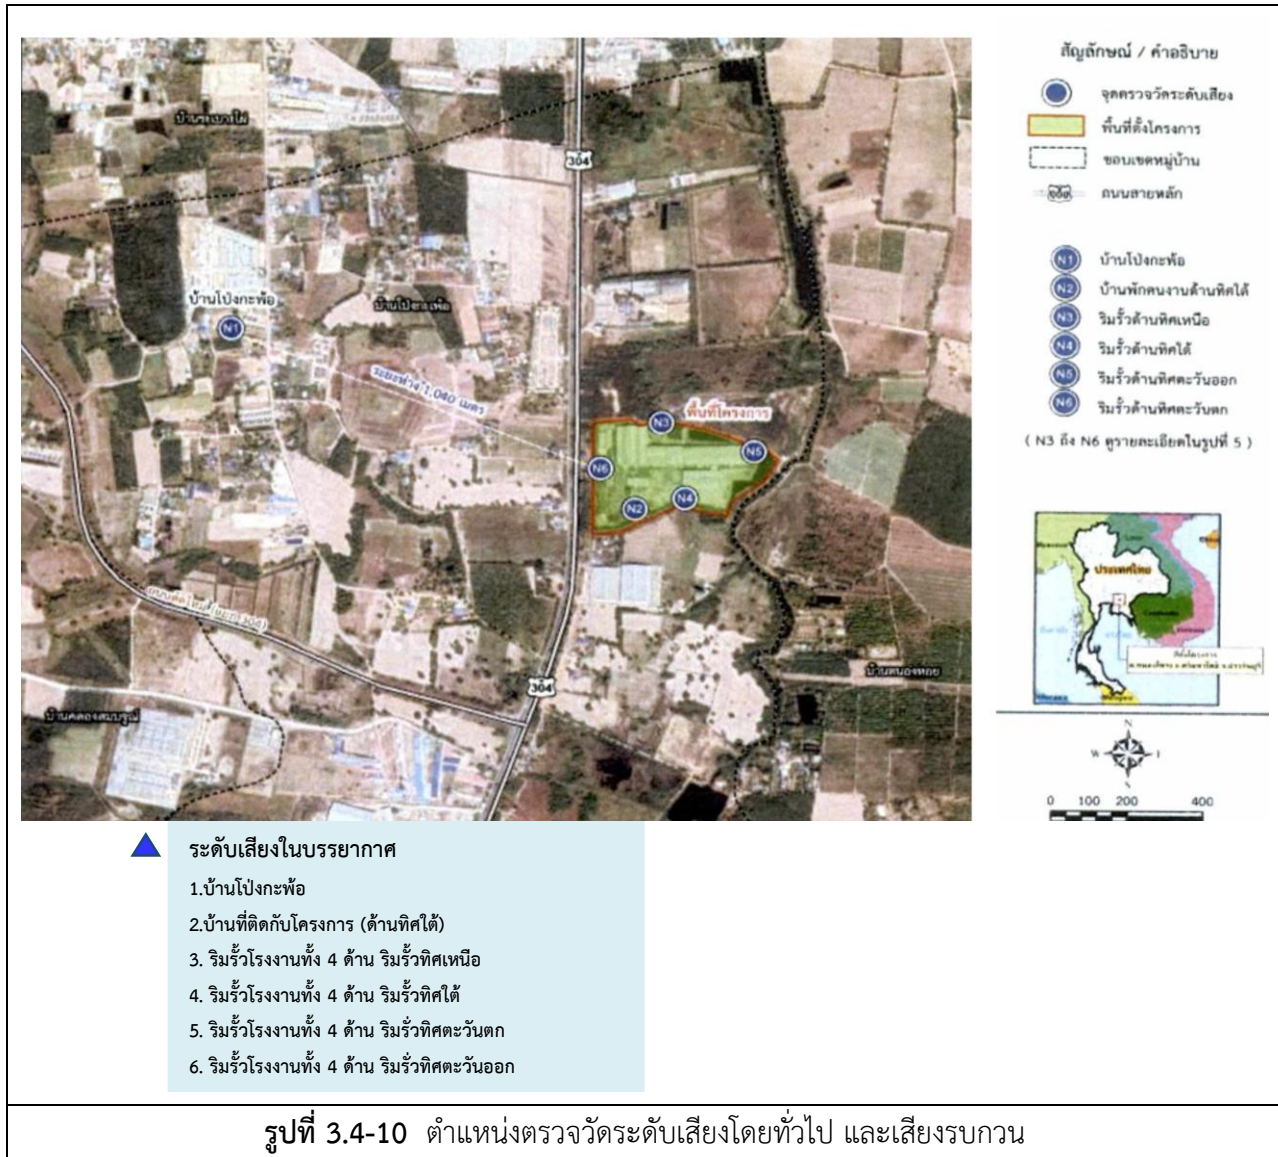 สัญลักษณ์ / คำอธิบาย
จุดตรวจวัดระดับเสียง
พื้นที่ตั้งโครงการ
ขอบเขตหมู่บ้าน
ถนนสายหลัก
N1 บ้านโป่งกะพ้อ
N2 บ้านพักคนงานด้านทิศใต้
N3 ริมรั้วด้านทิศเหนือ
N4 ริมรั้วด้านทิศใต้
N5 ริมรั้วด้านทิศตะวันออก
N6 ริมรั้วด้านทิศตะวันตก
( N3 ถึง N6 ดูรายละเอียดในรูปที่ 5 )
304
บ้านโป่งกะพ้อ
N1
ระยะห่าง 1,040 เมตร
พื้นที่โครงการ
N3
N5
N6
N2
N4
304
บ้านหนองหอย
บ้านคลองสมบูรณ์
ประเทศไทย
N
W
0 100 200 400
ระดับเสียงในบรรยากาศ
1.บ้านโป่งกะพ้อ
2.บ้านที่ติดกับโครงการ (ด้านทิศใต้)
3. ริมรั้วโรงงานทั้ง 4 ด้าน ริมรั้วทิศเหนือ
4. ริมรั้วโรงงานทั้ง 4 ด้าน ริมรั้วทิศใต้
5. ริมรั้วโรงงานทั้ง 4 ด้าน ริมรั่วทิศตะวันตก
6. ริมรั้วโรงงานทั้ง 4 ด้าน ริมรั่วทิศตะวันออก
รูปที่ 3.4-10 ตำแหน่งตรวจวัดระดับเสียงโดยทั่วไป และเสียงรบกวน